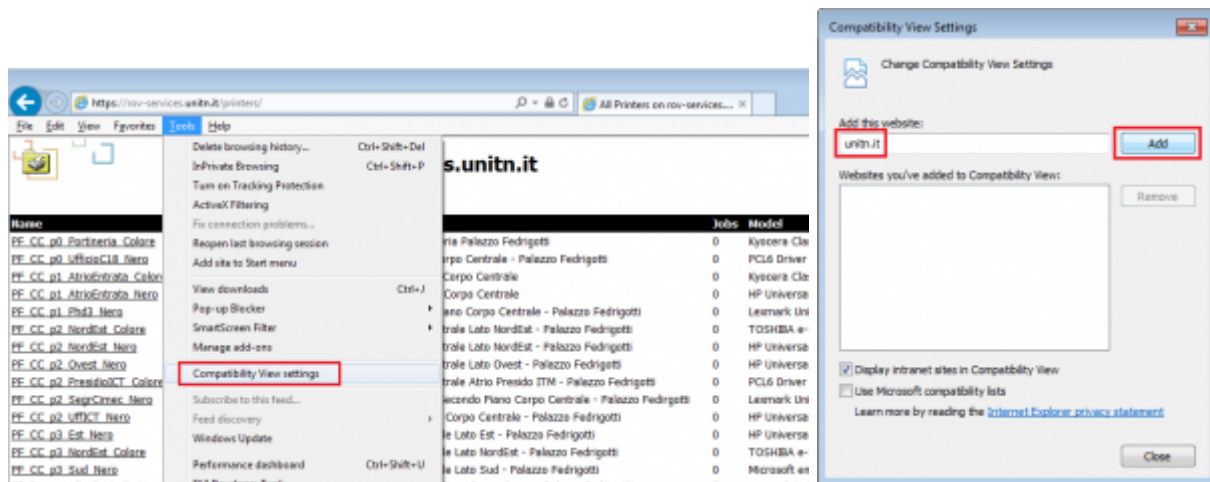 https://rov-services.unitn.it/printers/
All Printers on rov-services....
File Edit View Favorites Tools Help
s.unitn.it
Delete browsing history... Ctrl+Shift+Del
InPrivate Browsing Ctrl+Shift+P
Turn on Tracking Protection
ActiveX Filtering
Fix connection problems...
Reopen last browsing session
Add site to Start menu
View downloads Ctrl+J
Pop-up Blocker
SmartScreen Filter
Manage add-ons
Compatibility View settings
Subscribe to this feed...
Feed discovery
Windows Update
Performance dashboard Ctrl+Shift+U
Name Jobs Model
PF_CC_p0_Portineria_Colore ria Palazzo Fedrigotti 0 Kyocera Cla
PF_CC_p0_UfficioC18_Nero rpo Centrale - Palazzo Fedrigotti 0 PCL6 Driver
PF_CC_p1_AtrioEntrata_Colore Corpo Centrale 0 Kyocera Cla
PF_CC_p1_AtrioEntrata_Nero Corpo Centrale 0 HP Universa
PF_CC_p1_Phd3_Nero ano Corpo Centrale - Palazzo Fedrigotti 0 Lexmark Uni
PF_CC_p2_NordEst_Colore trale Lato NordEst - Palazzo Fedrigotti 0 TOSHIBA e-
PF_CC_p2_NordEst_Nero trale Lato NordEst - Palazzo Fedrigotti 0 HP Universa
PF_CC_p2_Ovest_Nero trale Lato Ovest - Palazzo Fedrigotti 0 HP Universa
PF_CC_p2_PresidioICT_Colore trale Atrio Presido ITM - Palazzo Fedrigotti 0 PCL6 Driver
PF_CC_p2_SegrCimec_Nero econdo Piano Corpo Centrale - Palazzo Fedrigotti 0 Lexmark Uni
PF_CC_p2_UffICT_Nero Corpo Centrale - Palazzo Fedrigotti 0 HP Universa
PF_CC_p3_Est_Nero le Lato Est - Palazzo Fedrigotti 0 HP Universa
PF_CC_p3_NordEst_Colore le Lato NordEst - Palazzo Fedrigotti 0 TOSHIBA e-
PF_CC_p3_Sud_Nero le Lato Sud - Palazzo Fedrigotti 0 Microsoft en
Compatibility View Settings
Change Compatibility View Settings
Add this website:
unitn.it Add
Websites you've added to Compatibility View:
Remove
Display intranet sites in Compatibility View
Use Microsoft compatibility lists
Learn more by reading the Internet Explorer privacy statement
Close